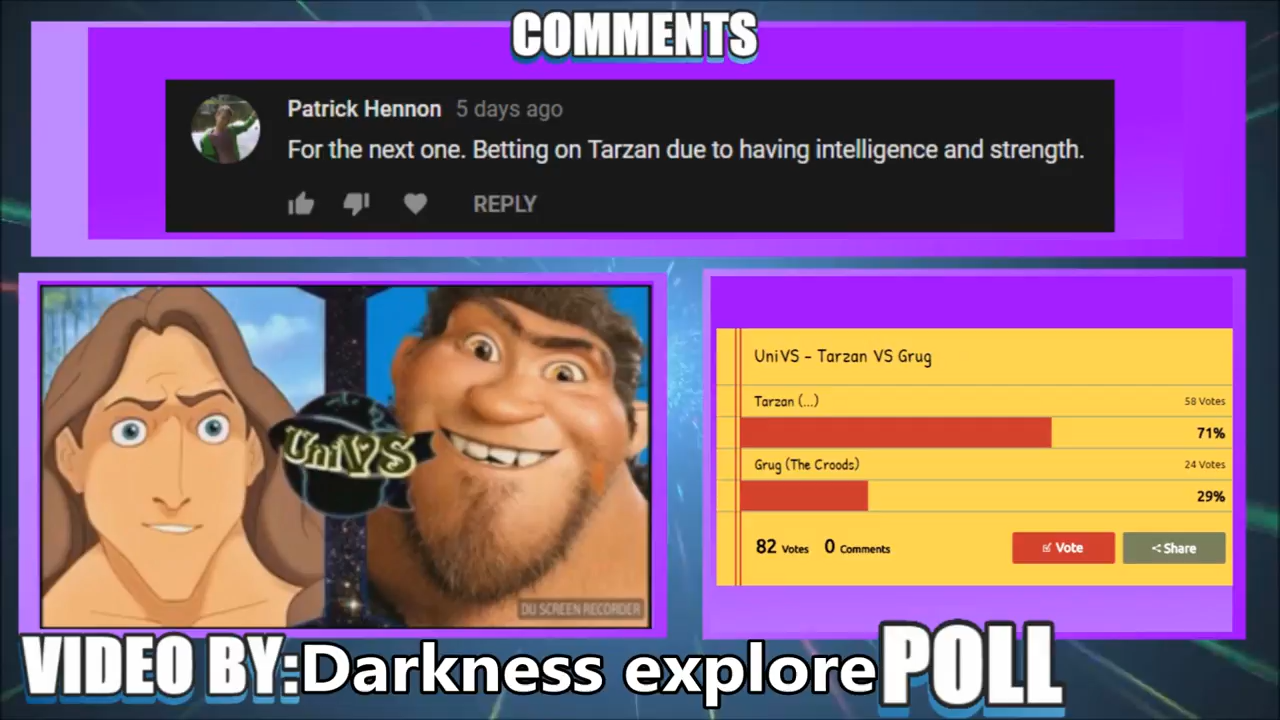 COMMENTS
Patrick Hennon 5 days ago
For the next one. Betting on Tarzan due to having intelligence and strength.
REPLY
UniVS
DU SCREEN RECORDER
UniVS - Tarzan VS Grug
Tarzan (...) 58 Votes
71%
Grug (The Croods) 24 Votes
29%
82 Votes 0 Comments
Vote Share
VIDEO BY:Darkness explore
POLL